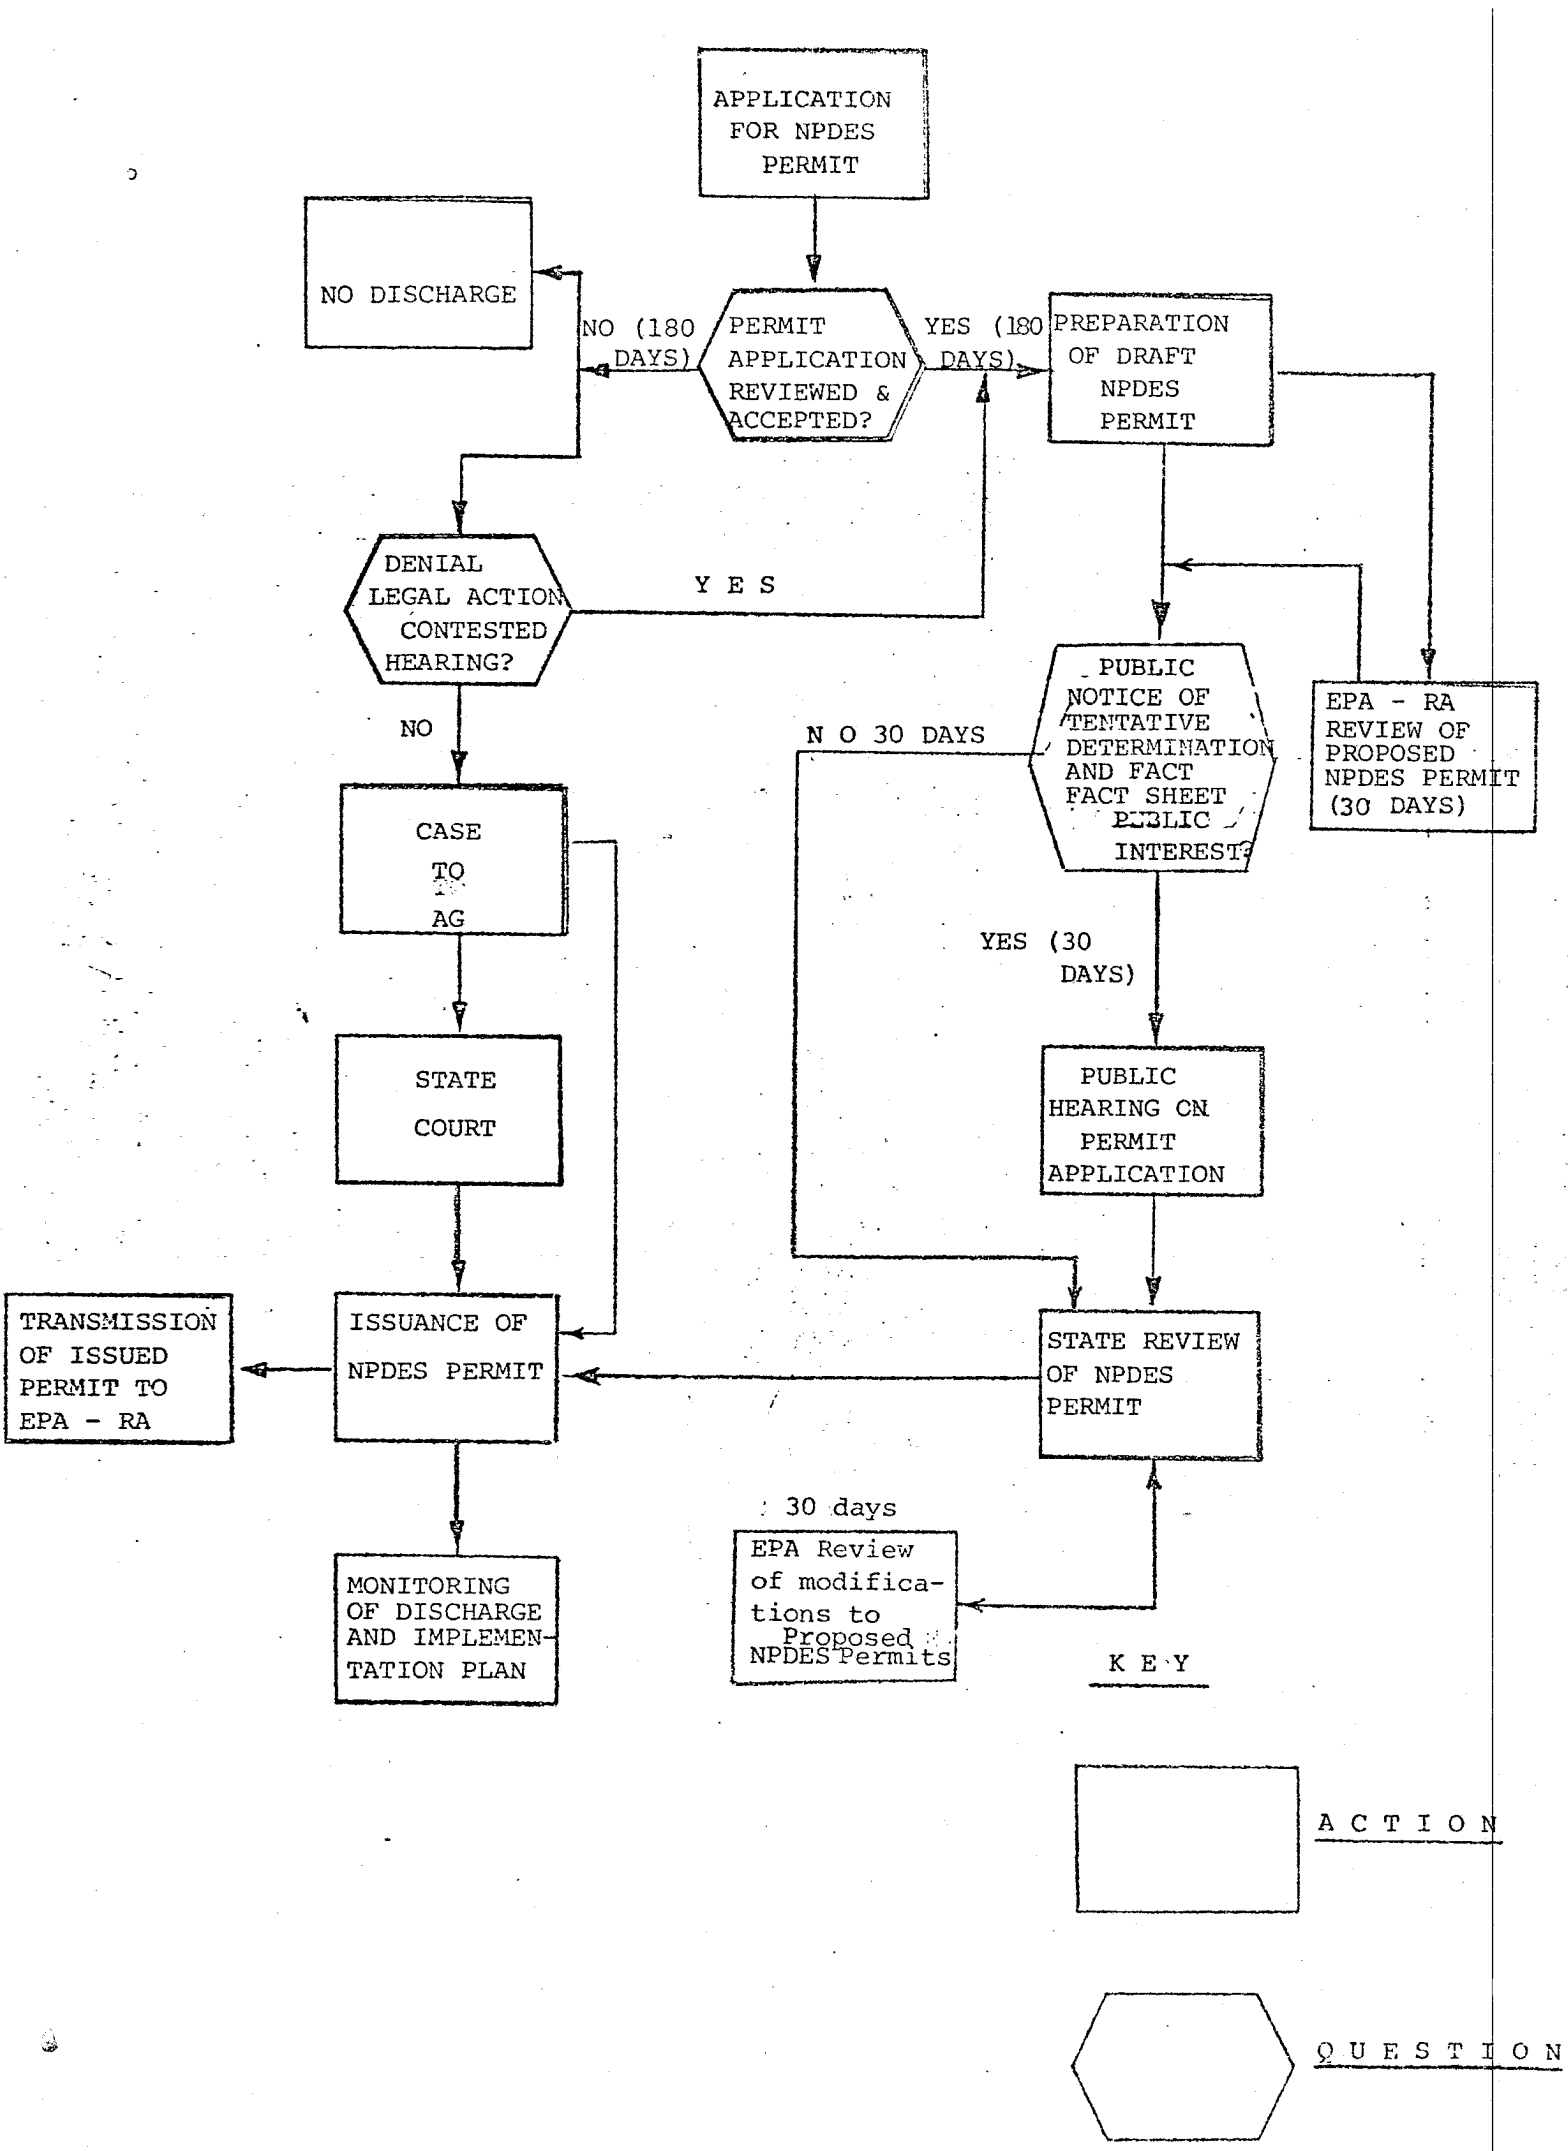 APPLICATION
FOR NPDES
PERMIT
NO DISCHARGE
NO (180
DAYS)
PERMIT
APPLICATION
REVIEWED &
ACCEPTED?
YES (180
DAYS)
PREPARATION
OF DRAFT
NPDES
PERMIT
DENIAL
LEGAL ACTION
CONTESTED
HEARING?
Y E S
NO
PUBLIC
NOTICE OF
TENTATIVE
DETERMINATION
AND FACT
FACT SHEET
PUBLIC
INTEREST?
EPA - RA
REVIEW OF
PROPOSED
NPDES PERMIT
(30 DAYS)
N O 30 DAYS
CASE
TO
AG
YES (30
DAYS)
STATE
COURT
PUBLIC
HEARING ON
PERMIT
APPLICATION
TRANSMISSION
OF ISSUED
PERMIT TO
EPA - RA
ISSUANCE OF
NPDES PERMIT
STATE REVIEW
OF NPDES
PERMIT
30 days
EPA Review
of modifica-
tions to
Proposed
NPDES Permits
MONITORING
OF DISCHARGE
AND IMPLEMEN-
TATION PLAN
K E Y
A C T I O N
Q U E S T I O N